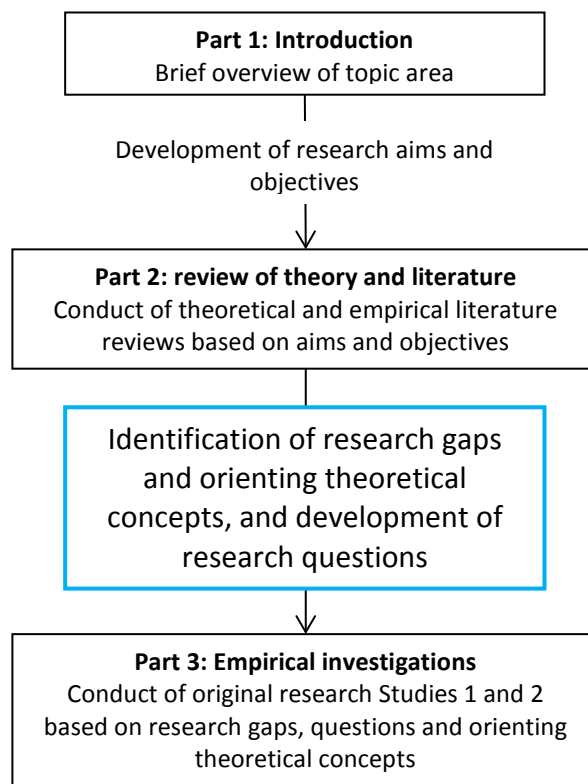 Part 1: Introduction
Brief overview of topic area
Development of research aims and
objectives
Part 2: review of theory and literature
Conduct of theoretical and empirical literature
reviews based on aims and objectives
Identification of research gaps
and orienting theoretical
concepts, and development of
research questions
Part 3: Empirical investigations
Conduct of original research Studies 1 and 2
based on research gaps, questions and orienting
theoretical concepts